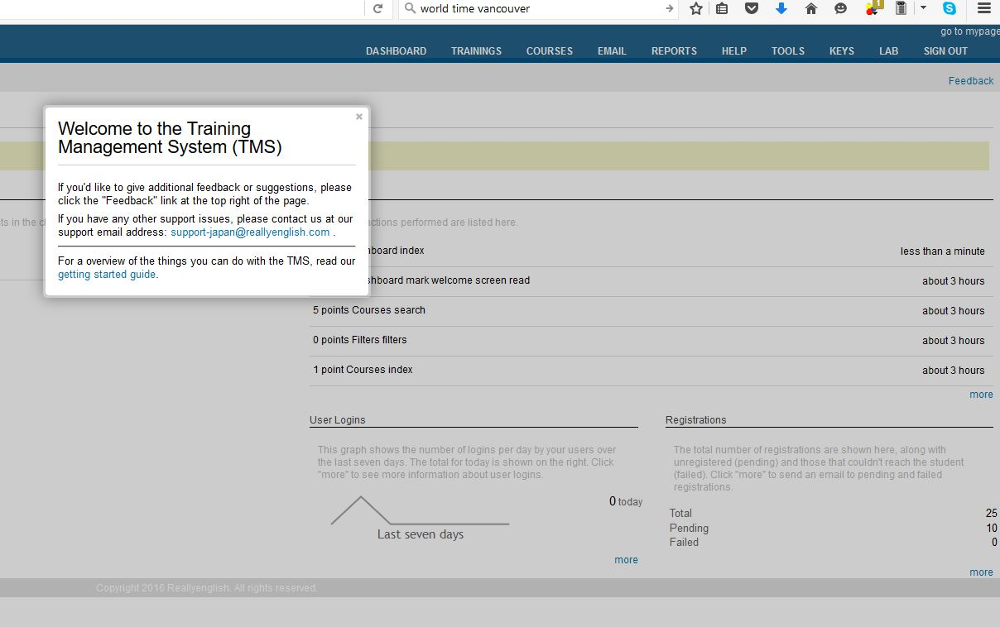 world time vancouver
1
go to mypage
DASHBOARD TRAININGS COURSES EMAIL REPORTS HELP TOOLS KEYS LAB SIGN OUT
Feedback
Welcome to the Training
Management System (TMS)
If you'd like to give additional feedback or suggestions, please
click the "Feedback" link at the top right of the page.
If you have any other support issues, please contact us at our
support email address: support-japan@reallyenglish.com .
For a overview of the things you can do with the TMS, read our
getting started guide.
ts in the c
actions performed are listed here.
board index less than a minute
shboard mark welcome screen read about 3 hours
5 points Courses search about 3 hours
0 points Filters filters about 3 hours
1 point Courses index about 3 hours
more
User Logins
This graph shows the number of logins per day by your users over
the last seven days. The total for today is shown on the right. Click
"more" to see more information about user logins.
0 today
Last seven days
more
Registrations
The total number of registrations are shown here, along with
unregistered (pending) and those that couldn't reach the student
(failed). Click "more" to send an email to pending and failed
registrations.
Total 25
Pending 10
Failed 0
more
Copyright 2016 Reallyenglish. All rights reserved.